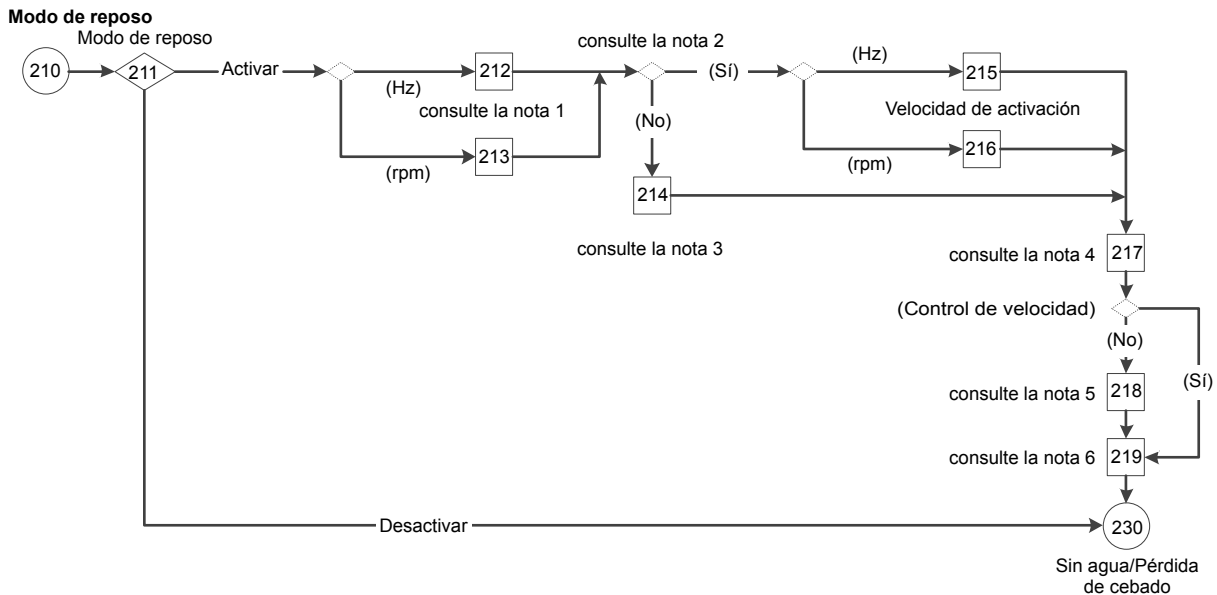 Modo de reposo
Modo de reposo
210
211
Activar
(Hz)
212
consulte la nota 1
(rpm)
213
consulte la nota 2
(Sí)
(No)
214
consulte la nota 3
(Hz)
215
Velocidad de activación
(rpm)
216
consulte la nota 4
217
(Control de velocidad)
(No)
(Sí)
consulte la nota 5
218
consulte la nota 6
219
Desactivar
230
Sin agua/Pérdida
de cebado